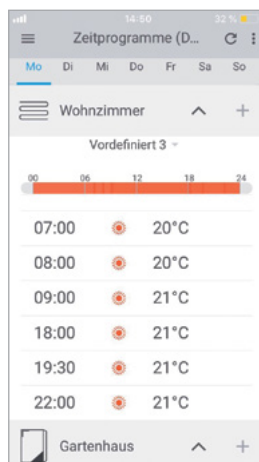 14:50 32 %
Zeitprogramme (D...
Mo Di Mi Do Fr Sa So
Wohnzimmer
Vordefiniert 3
00 06 12 18 24
07:00 20°C
08:00 20°C
09:00 21°C
18:00 21°C
19:30 21°C
22:00 21°C
Gartenhaus